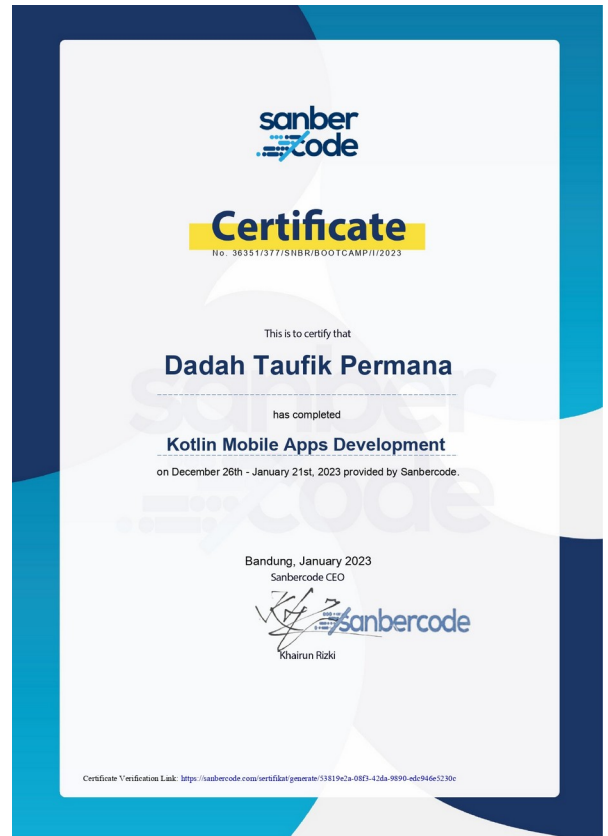 sanber
code
Certificate
No. 36351/377/SNBR/BOOTCAMP/I/2023
This is to certify that
Dadah Taufik Permana
has completed
Kotlin Mobile Apps Development
on December 26th - January 21st, 2023 provided by Sanbercode.
sanber
code
Bandung, January 2023
Sanbercode CEO
sanbercode
Khairun Rizki
Certificate Verification Link: https://sanbercode.com/sertifikat/generate/53819e2a-08f3-42da-9890-edc946e5230c